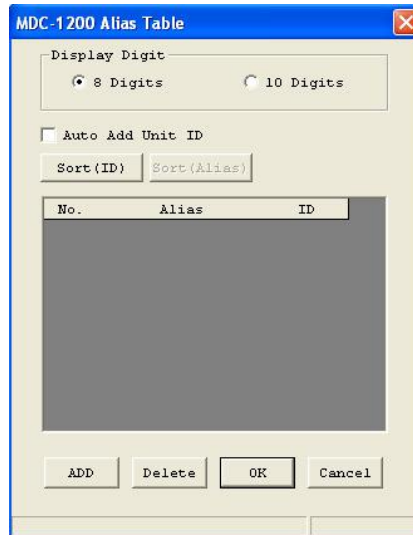 MDC-1200 Alias Table
Display Digit
8 Digits 10 Digits
Auto Add Unit ID
Sort(ID) Sort(Alias)
No. Alias ID
ADD Delete OK Cancel